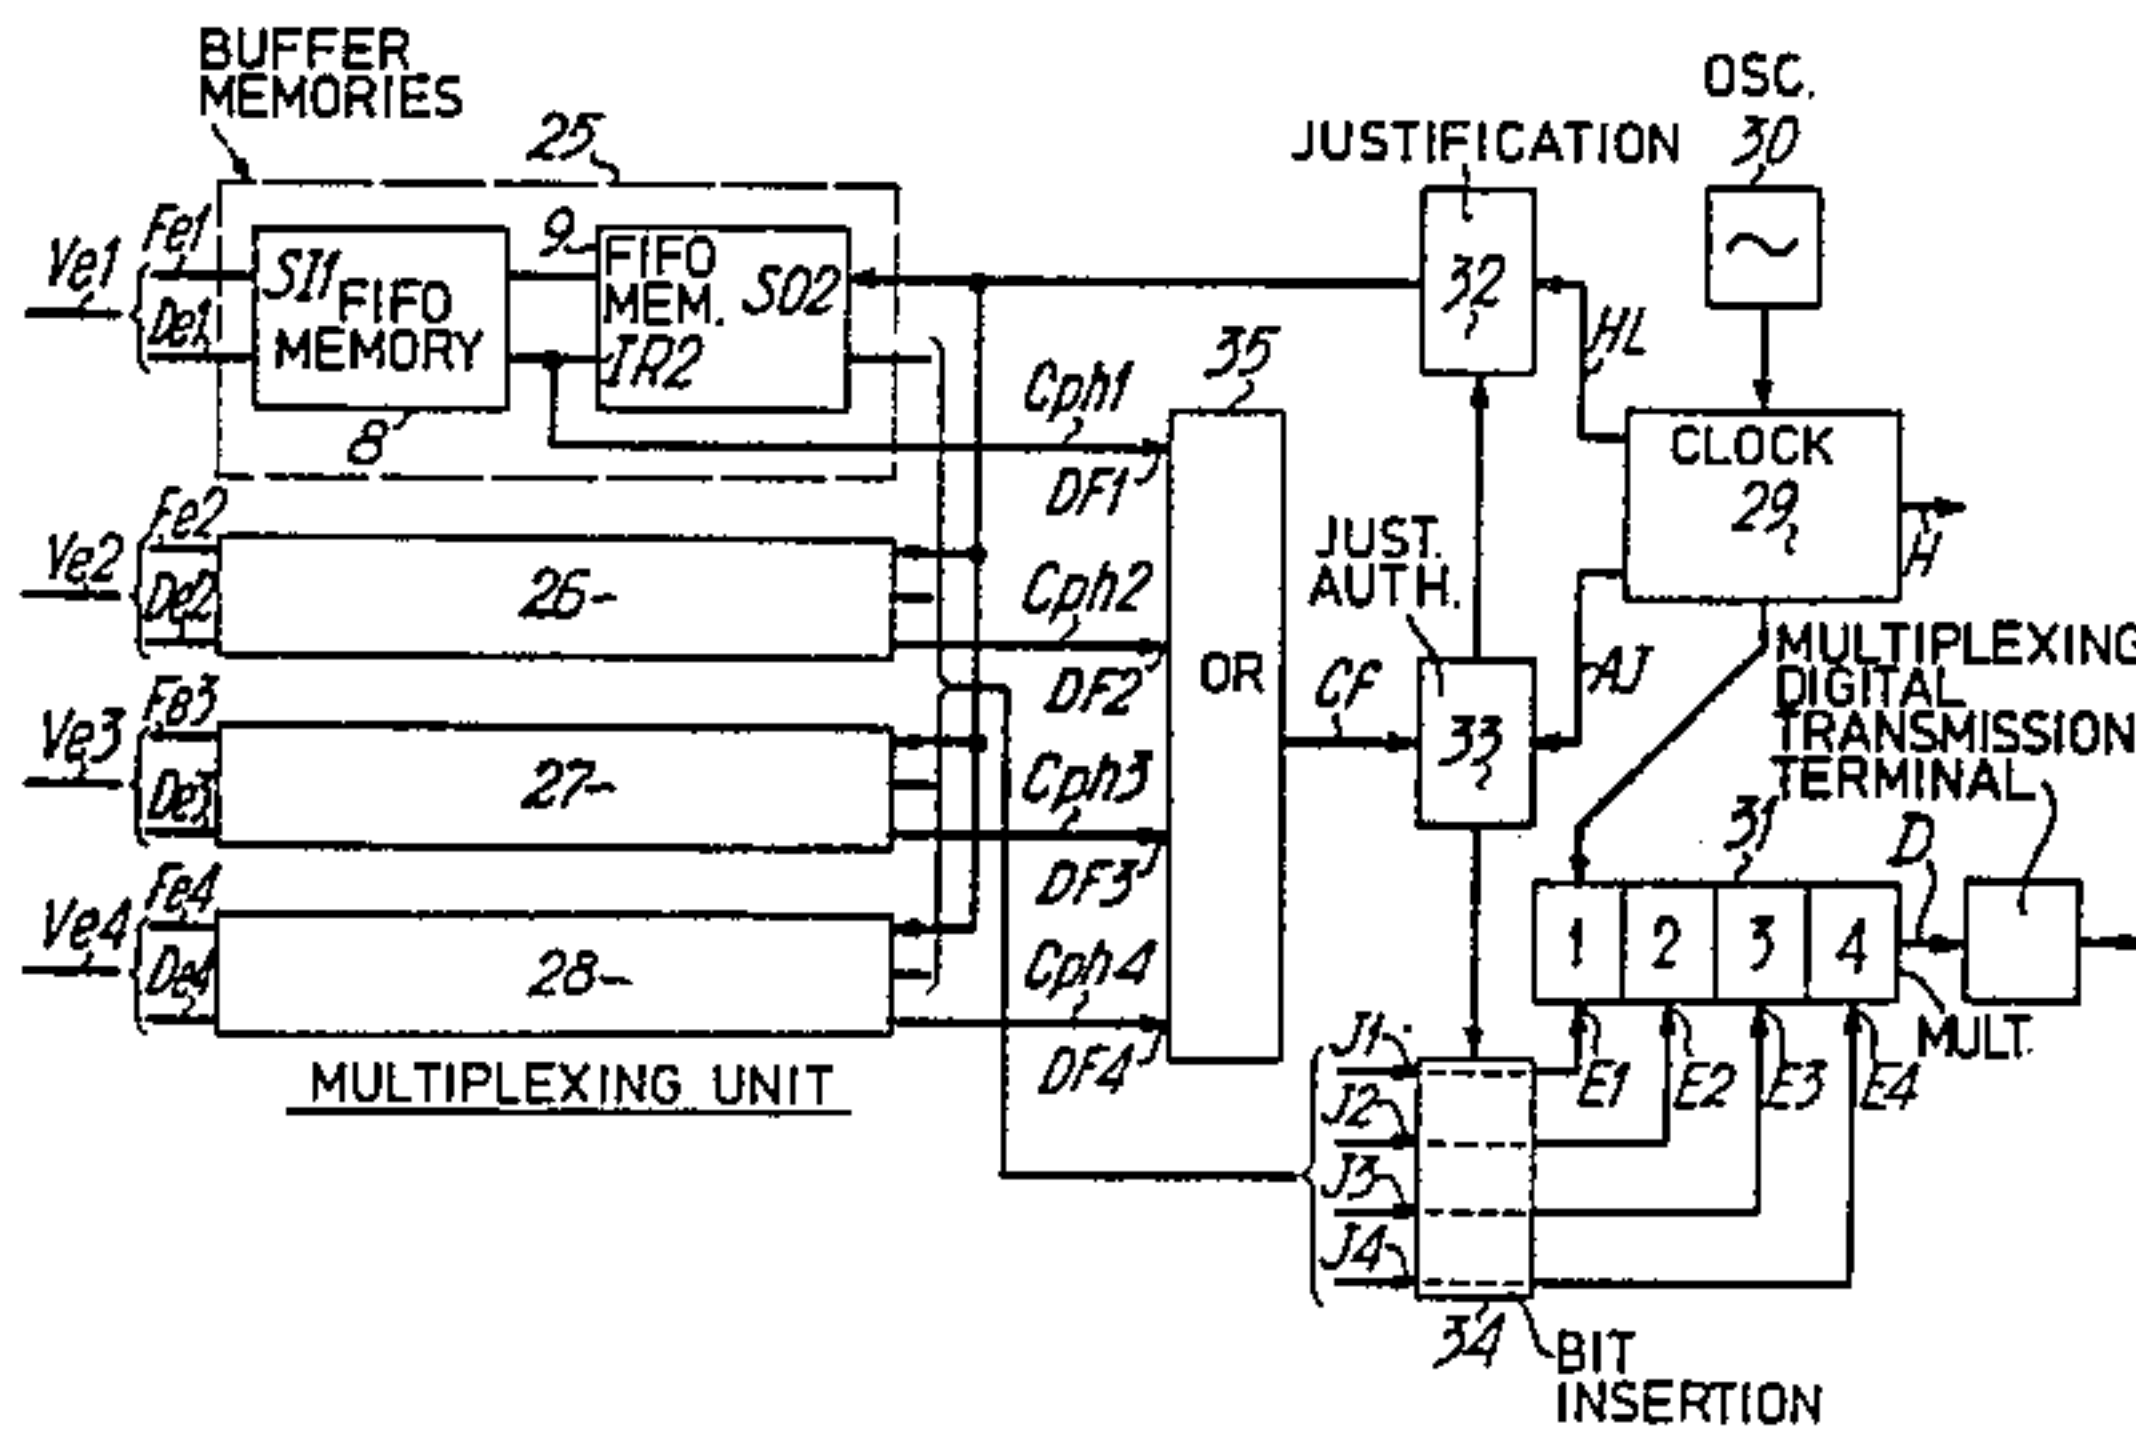 BUFFER
MEMORIES
25
OSC.
30
JUSTIFICATION
32
Ve1
Fe1
De1
SI1
FIFO
MEMORY
8
9
FIFO
MEM.
SO2
IR2
HL
35
Cph1
DF1
CLOCK
29
H
Ve2
Fe2
De2
26
Cph2
DF2
OR
JUST.
AUTH.
CF
33
AJ
MULTIPLEXING
DIGITAL
TRANSMISSION
TERMINAL
Ve3
Fe3
De3
27
Cph3
DF3
31
D
Ve4
Fe4
De4
28
Cph4
DF4
1 2 3 4
MULT.
MULTIPLEXING UNIT
J1
J2
J3
J4
E1 E2 E3 E4
34
BIT
INSERTION